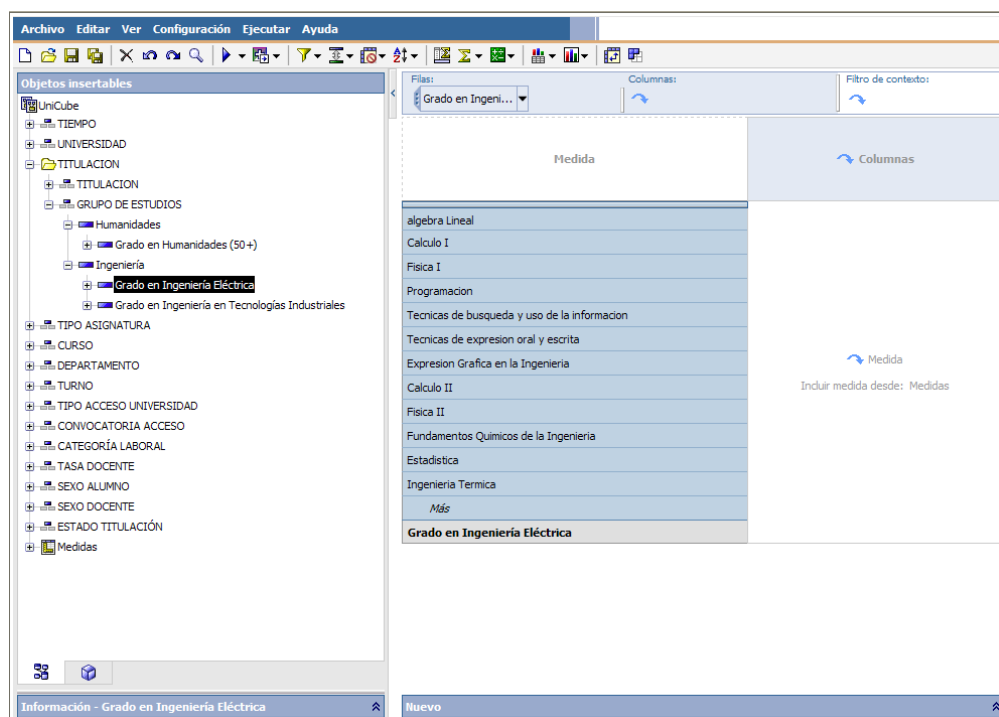 Archivo Editar Ver Configuración Ejecutar Ayuda
Objetos insertables
UniCube
TIEMPO
UNIVERSIDAD
TITULACION
TITULACION
GRUPO DE ESTUDIOS
Humanidades
Grado en Humanidades (50+)
Ingeniería
Grado en Ingeniería Eléctrica
Grado en Ingeniería en Tecnologías Industriales
TIPO ASIGNATURA
CURSO
DEPARTAMENTO
TURNO
TIPO ACCESO UNIVERSIDAD
CONVOCATORIA ACCESO
CATEGORÍA LABORAL
TASA DOCENTE
SEXO ALUMNO
SEXO DOCENTE
ESTADO TITULACIÓN
Medidas
Información - Grado en Ingeniería Eléctrica
Filas: Columnas: Filtro de contexto:
Grado en Ingeni...
Medida Columnas
algebra Lineal
Calculo I
Fisica I
Programacion
Tecnicas de busqueda y uso de la informacion
Tecnicas de expresion oral y escrita
Expresion Grafica en la Ingenieria
Calculo II
Fisica II
Fundamentos Quimicos de la Ingenieria
Estadistica
Ingenieria Termica
Más
Grado en Ingeniería Eléctrica
Medida
Incluir medida desde: Medidas
Nuevo